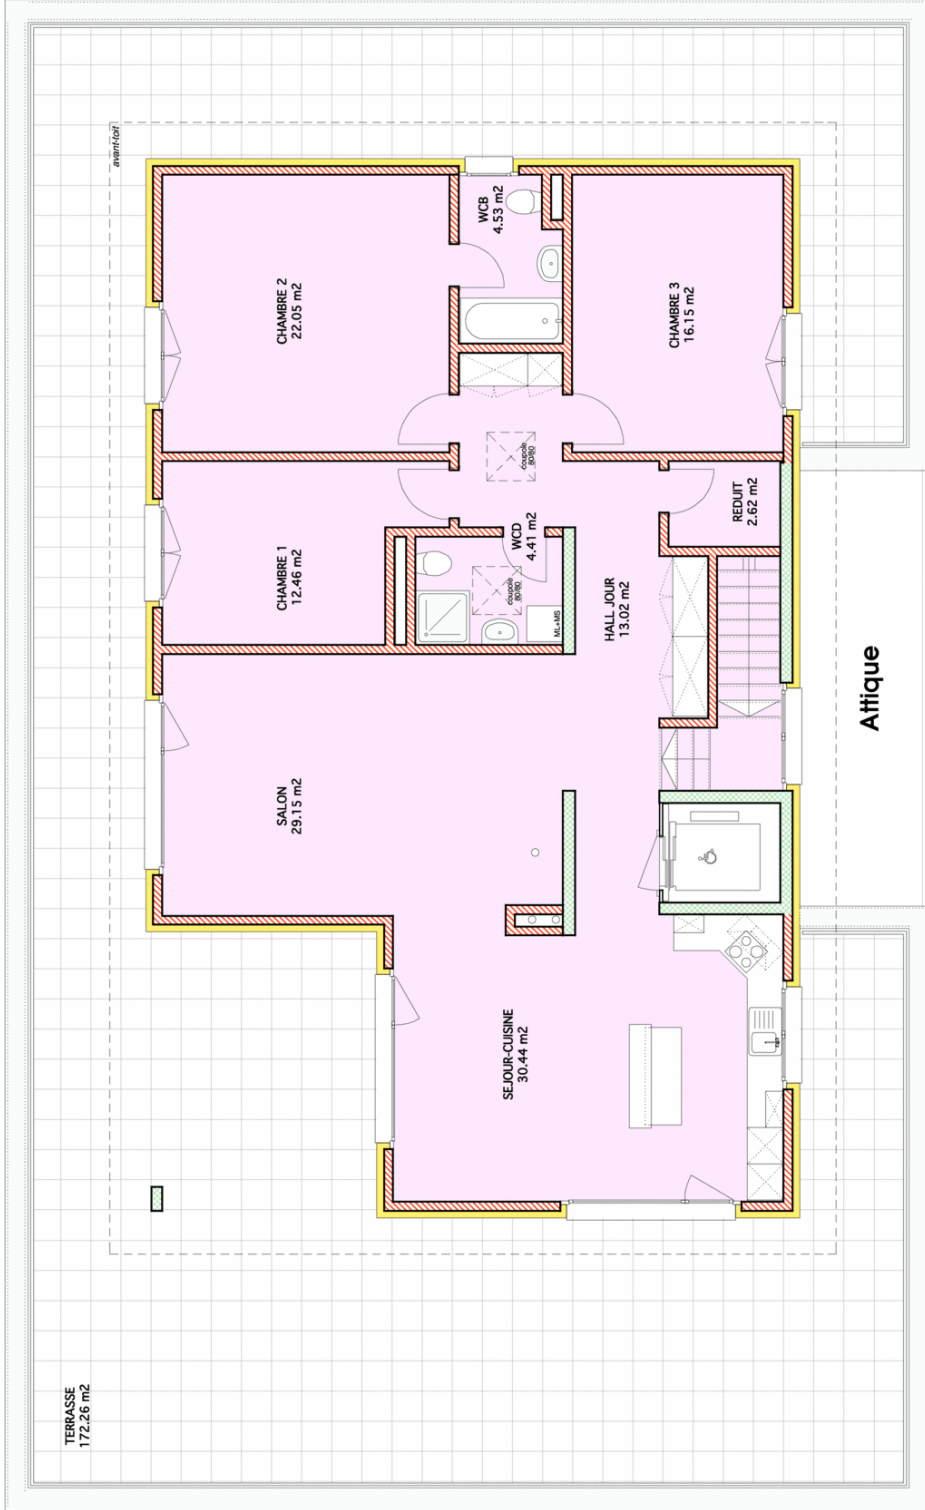 avant-toit
CHAMBRE 2
22.05 m2
WCB
4.53 m2
CHAMBRE 3
16.15 m2
coupole
80/80
CHAMBRE 1
12.46 m2
WCD
4.41 m2
coupole
80/80
ML+MS
REDUIT
2.62 m2
HALL JOUR
13.02 m2
Attique
SALON
29.15 m2
SEJOUR-CUISINE
30.44 m2
TERRASSE
172.26 m2